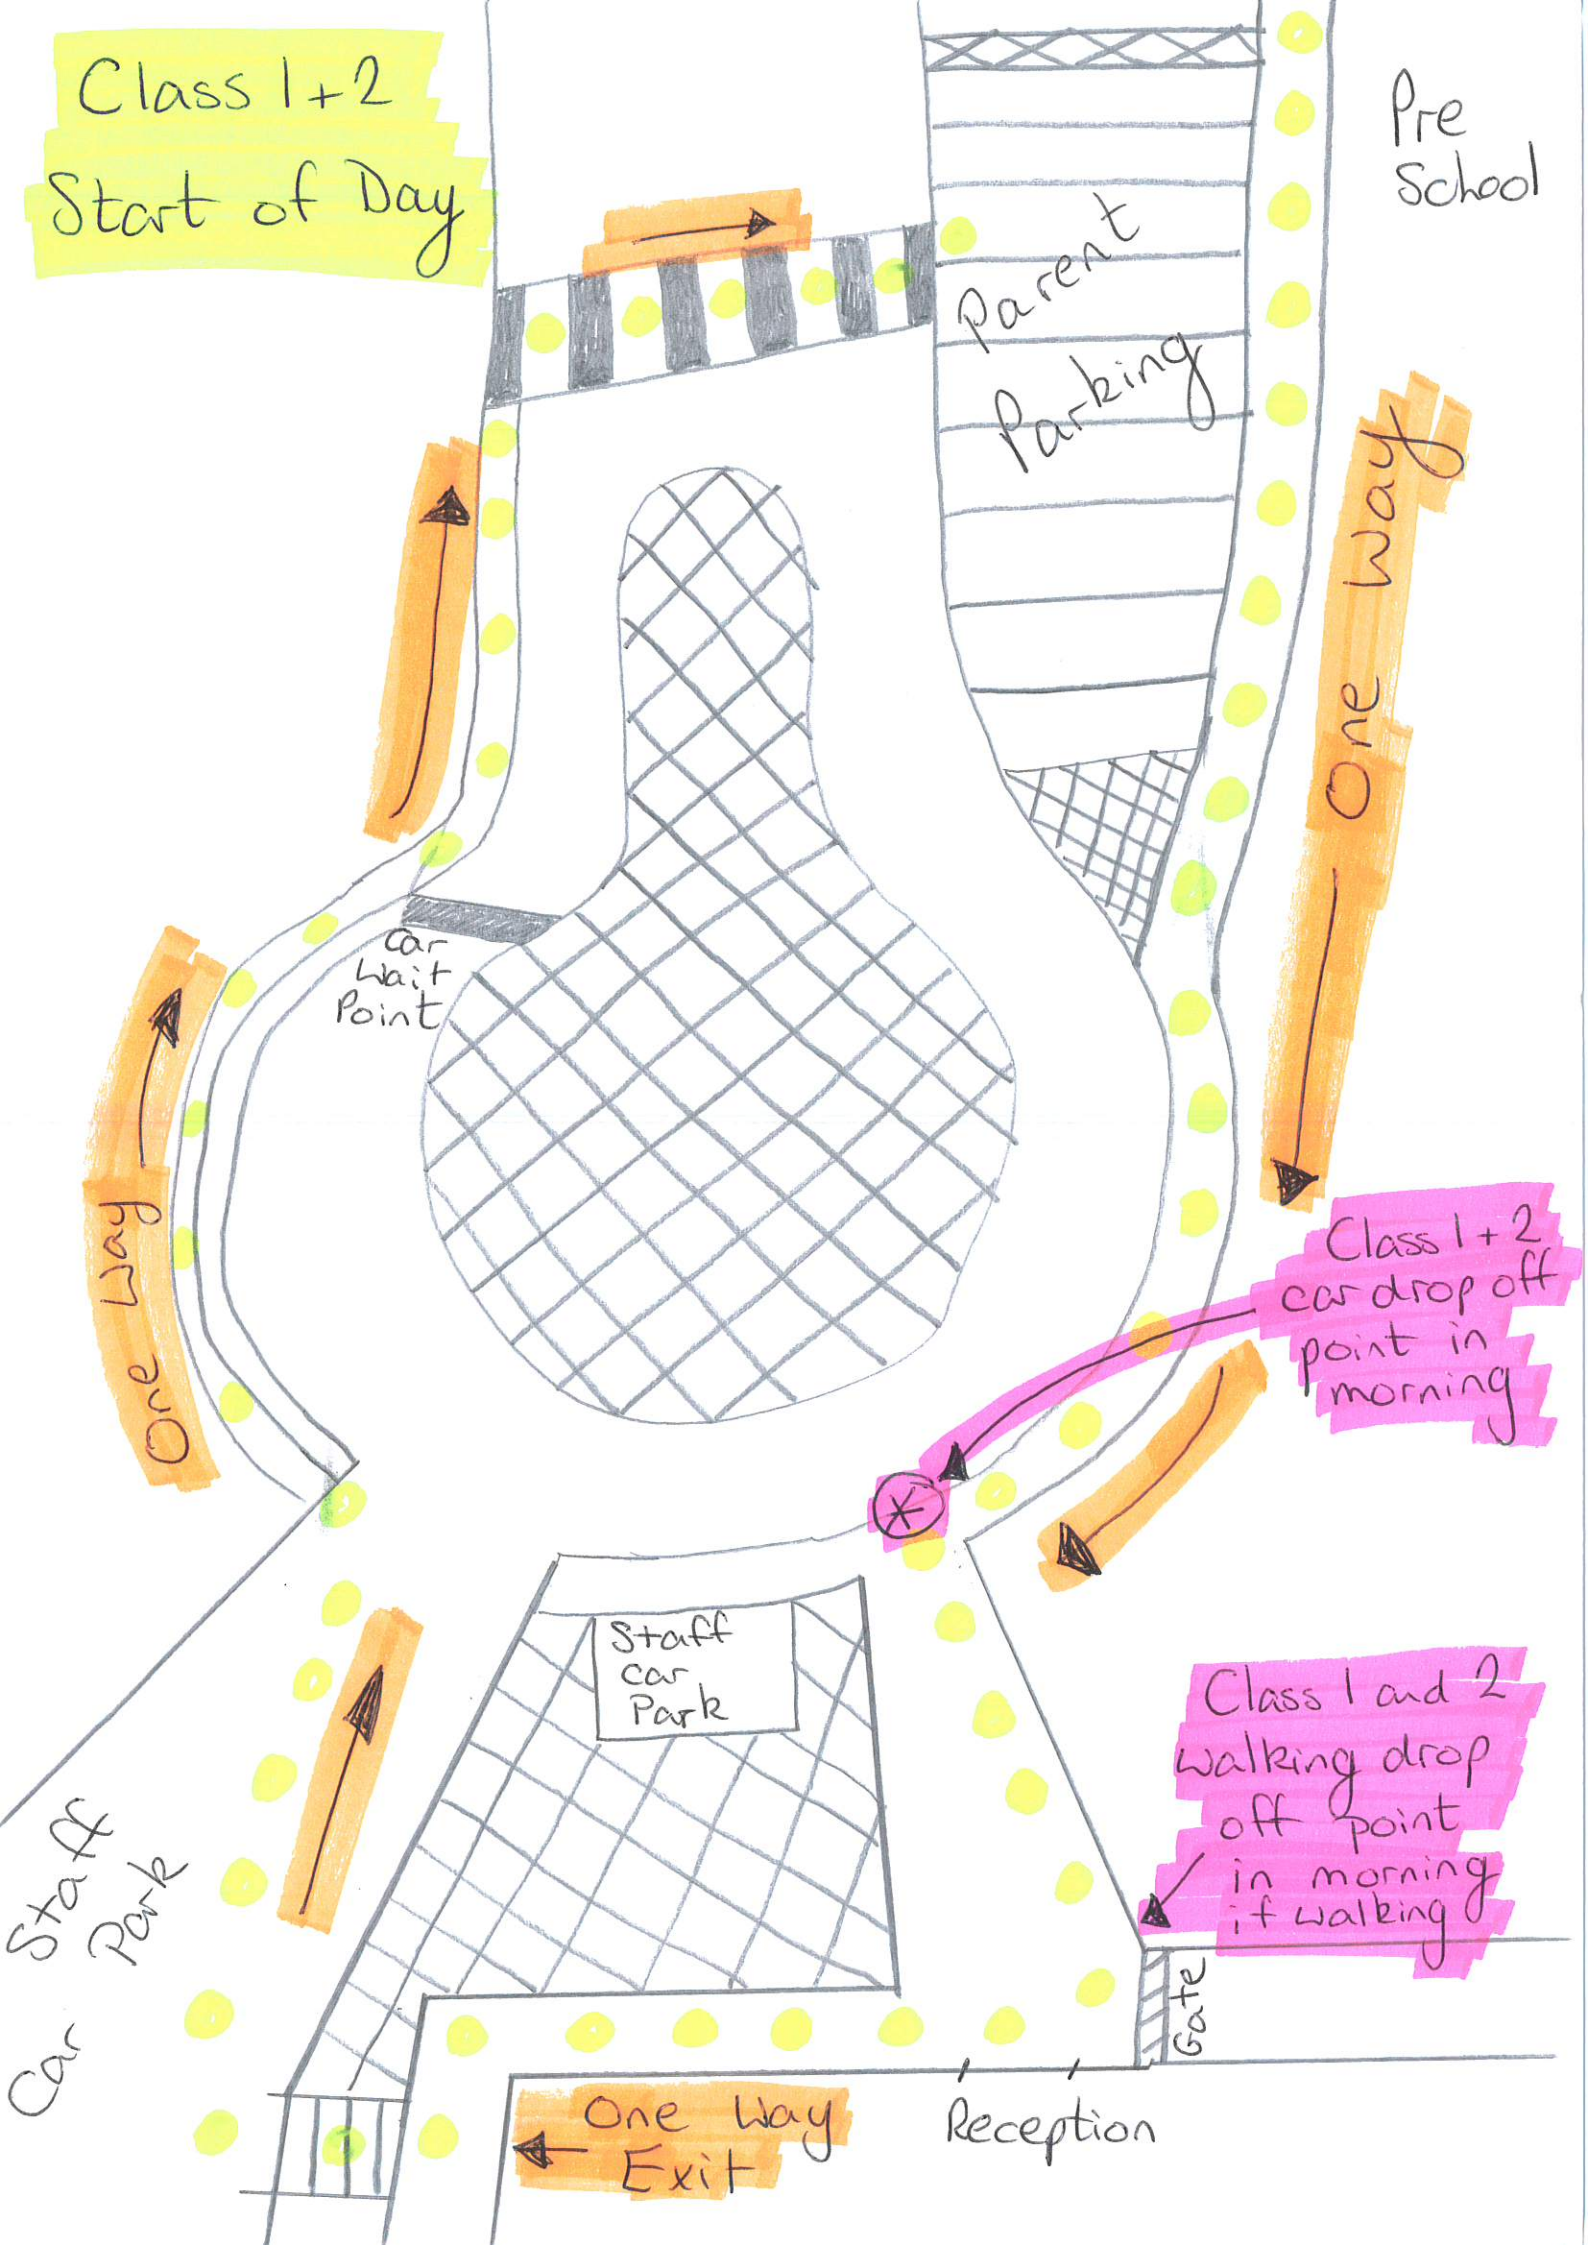 Class 1+2
Start of Day
Pre
School
Parent
Parking
One Way
Car
Wait
Point
One Way
Class 1+2
car drop off
point in
morning
Staff
Car
Park
Class 1 and 2
walking drop
off point
in morning
if walking
Staff
Car Park
Gate
One Way
Exit
Reception